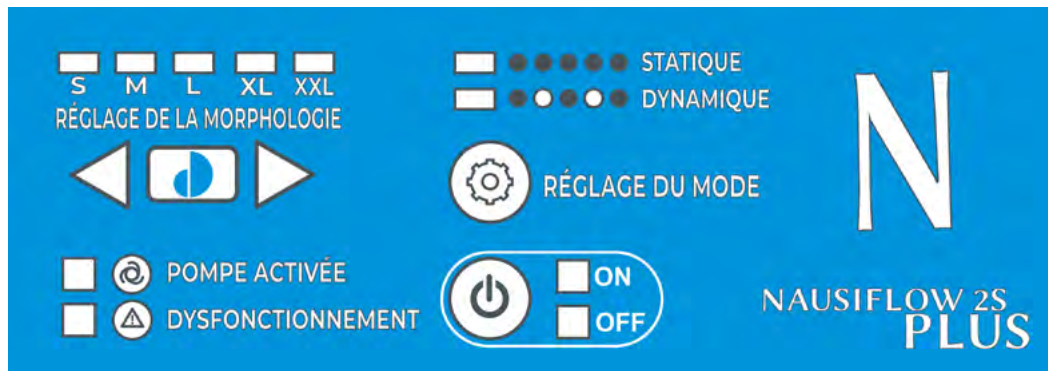 S M L XL XXL
RÉGLAGE DE LA MORPHOLOGIE
STATIQUE
DYNAMIQUE
RÉGLAGE DU MODE
POMPE ACTIVÉE
DYSFONCTIONNEMENT
ON
OFF
N
NAUSIFLOW 2S
PLUS